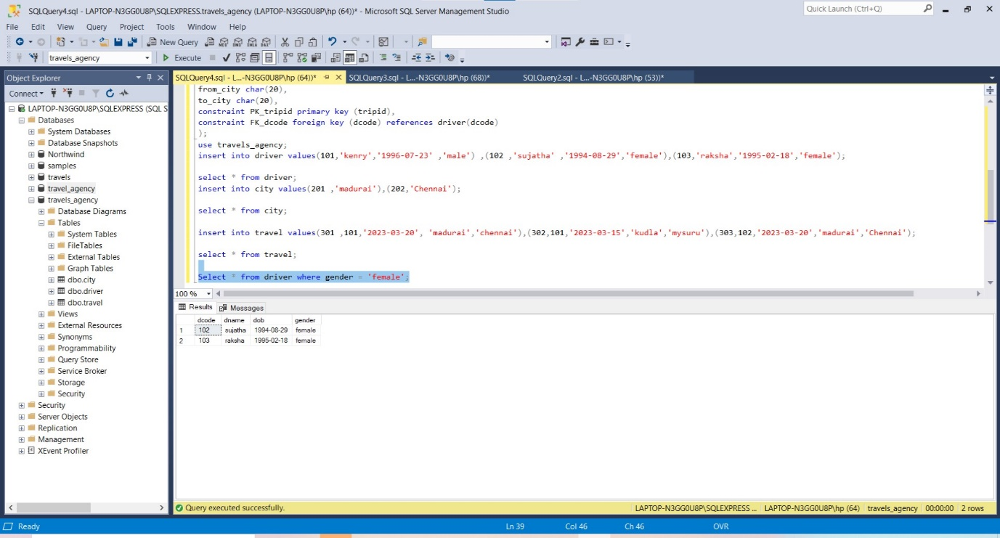 SQLQuery4.sql - LAPTOP-N3GG0U8P\SQLEXPRESS.travels_agency (LAPTOP-N3GG0U8P\hp (64))* - Microsoft SQL Server Management Studio
Quick Launch (Ctrl+Q)
File Edit View Query Project Tools Window Help
New Query
travels_agency
Execute
Object Explorer
SQLQuery4.sql - L...-N3GG0U8P\hp (64))*
SQLQuery3.sql - L...-N3GG0U8P\hp (68))*
SQLQuery2.sql - L...-N3GG0U8P\hp (53))*
Connect
LAPTOP-N3GG0U8P\SQLEXPRESS (SQL S
Databases
System Databases
Database Snapshots
Northwind
samples
travels
travel_agency
travels_agency
Database Diagrams
Tables
System Tables
FileTables
External Tables
Graph Tables
dbo.city
dbo.driver
dbo.travel
Views
External Resources
Synonyms
Programmability
Query Store
Service Broker
Storage
Security
Security
Server Objects
Replication
Management
XEvent Profiler
from_city char(20),
to_city char(20),
constraint PK_tripid primary key (tripid),
constraint FK_dcode foreign key (dcode) references driver(dcode)
);
use travels_agency;
insert into driver values(101,'kenry','1996-07-23' ,'male') ,(102 ,'sujatha' ,'1994-08-29','female'),(103,'raksha','1995-02-18','female');
select * from driver;
insert into city values(201 ,'madurai'),(202,'Chennai');
select * from city;
insert into travel values(301 ,101,'2023-03-20', 'madurai','chennai'),(302,101,'2023-03-15','kudla','mysuru'),(303,102,'2023-03-20','madurai','Chennai');
select * from travel;
Select * from driver where gender = 'female';
100 %
Results Messages
dcode dname dob gender
1 102 sujatha 1994-08-29 female
2 103 raksha 1995-02-18 female
Query executed successfully.
LAPTOP-N3GG0U8P\SQLEXPRESS ... LAPTOP-N3GG0U8P\hp (64) travels_agency 00:00:00 2 rows
Ready
Ln 39 Col 46 Ch 46 OVR